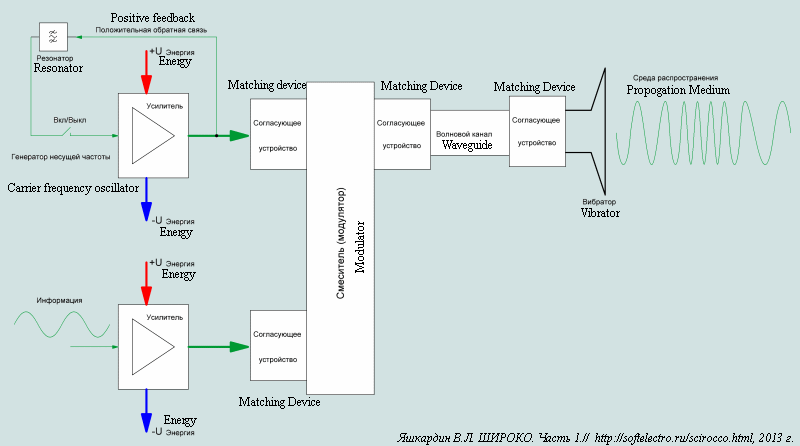 Positive feedback
Положительная обратная связь
Резонатор
Resonator
+U Энергия
Energy
Усилитель
Вкл/Выкл
Генератор несущей частоты
Carrier frequency oscillator
-U Энергия
Energy
Matching device
Согласующее
устройство
Matching Device
Согласующее
устройство
Волновой канал
Waveguide
Matching Device
Согласующее
устройство
Среда распространения
Propogation Medium
Вибратор
Vibrator
Смеситель (модулятор)
Modulator
+U Энергия
Energy
Информация
Усилитель
Energy
-U Энергия
Согласующее
устройство
Matching Device
Яшкардин В.Л. ШИРОКО. Часть 1.// http://softelectro.ru/scirocco.html, 2013 г.